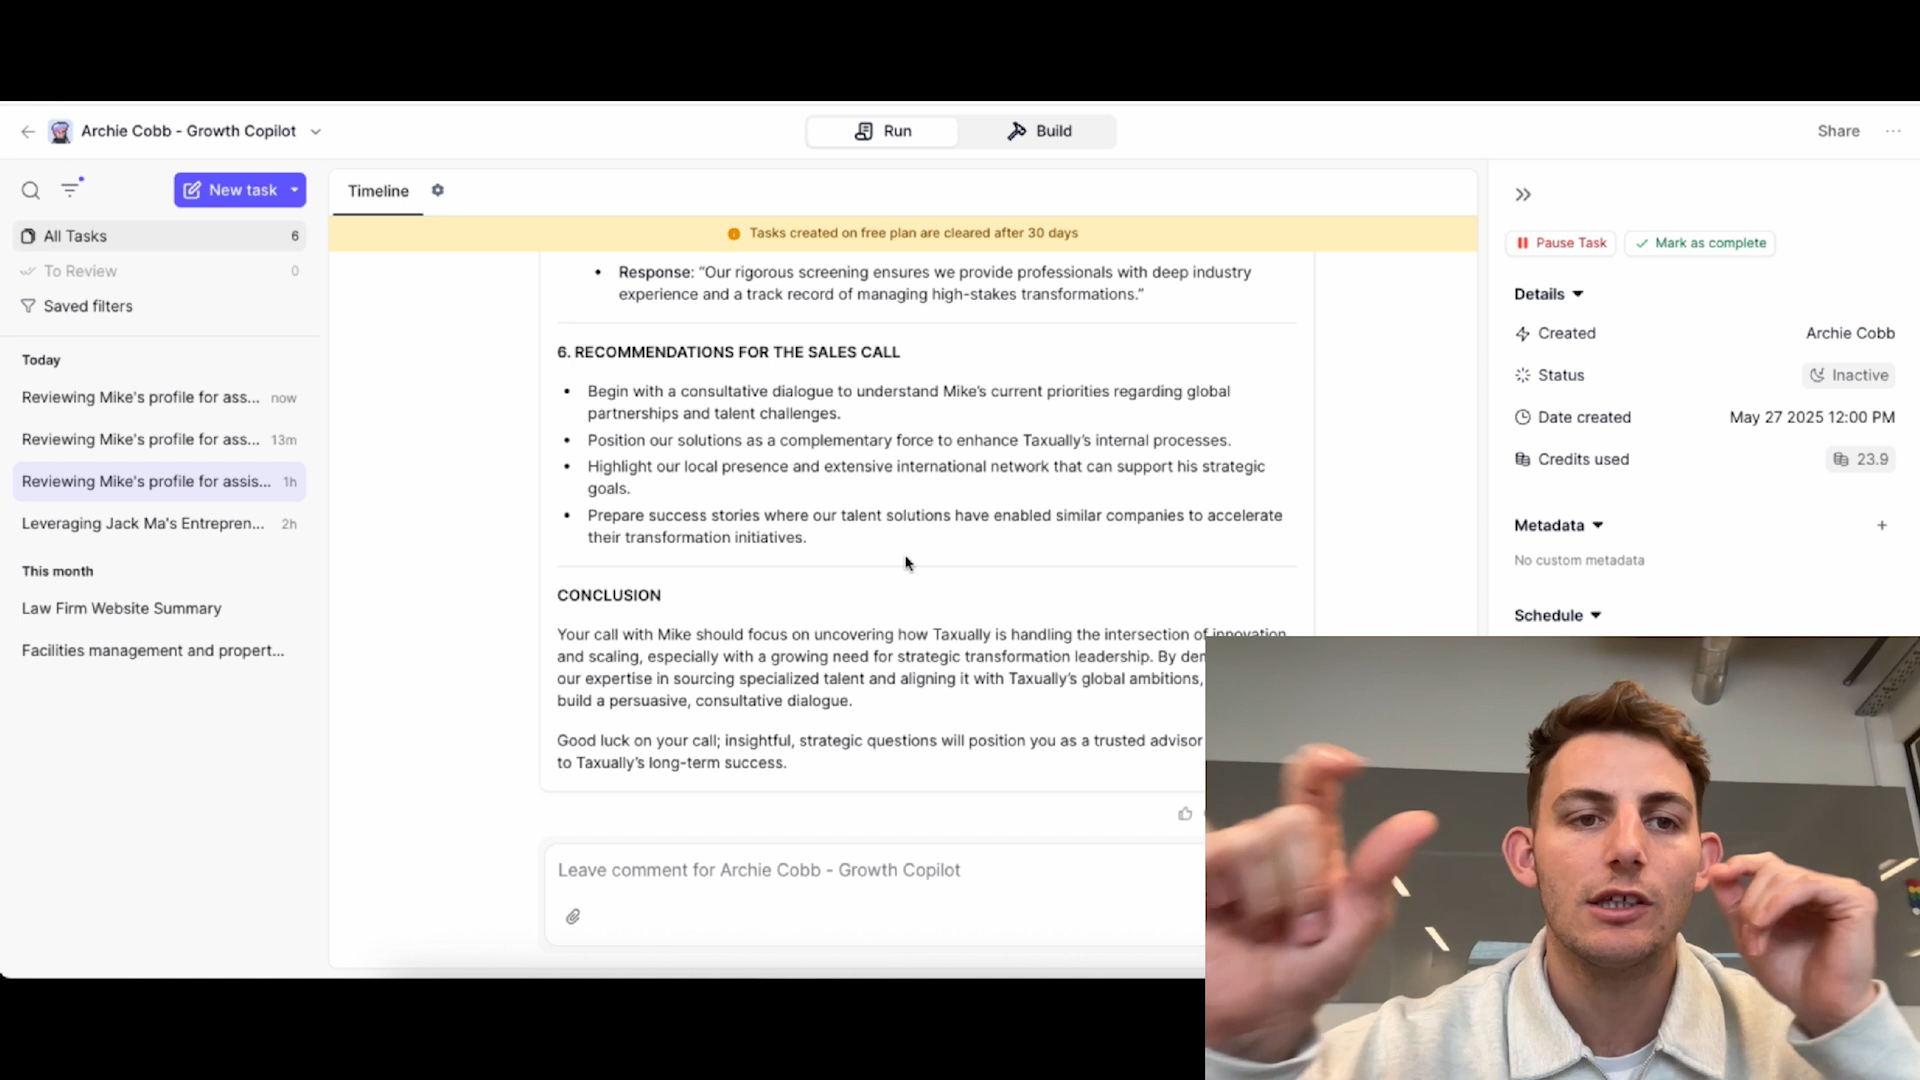 Archie Cobb - Growth Copilot
Run
Build
Share
New task
All Tasks
6
To Review
0
Saved filters
Today
Reviewing Mike's profile for ass...
now
Reviewing Mike's profile for ass...
13m
Reviewing Mike's profile for assis...
1h
Leveraging Jack Ma's Entrepren...
2h
This month
Law Firm Website Summary
Facilities management and propert...
Timeline
Tasks created on free plan are cleared after 30 days
• Response: “Our rigorous screening ensures we provide professionals with deep industry
experience and a track record of managing high-stakes transformations.”
6. RECOMMENDATIONS FOR THE SALES CALL
• Begin with a consultative dialogue to understand Mike’s current priorities regarding global
partnerships and talent challenges.
• Position our solutions as a complementary force to enhance Taxually’s internal processes.
• Highlight our local presence and extensive international network that can support his strategic
goals.
• Prepare success stories where our talent solutions have enabled similar companies to accelerate
their transformation initiatives.
CONCLUSION
Your call with Mike should focus on uncovering how Taxually is handling the intersection of innovation
and scaling, especially with a growing need for strategic transformation leadership. By
our expertise in sourcing specialized talent and aligning it with Taxually’s global ambitions,
build a persuasive, consultative dialogue.
Good luck on your call; insightful, strategic questions will position you as a trusted advisor
to Taxually’s long-term success.
Leave comment for Archie Cobb - Growth Copilot
Pause Task
Mark as complete
Details
Created
Archie Cobb
Status
Inactive
Date created
May 27 2025 12:00 PM
Credits used
23.9
Metadata
No custom metadata
Schedule